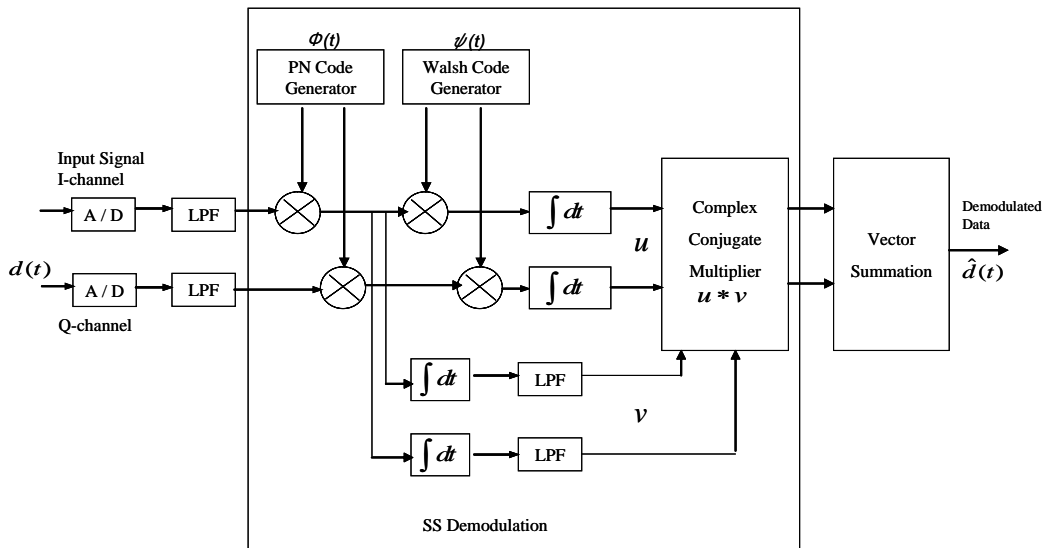 Φ(t)
ψ(t)
PN Code
Generator
Walsh Code
Generator
Input Signal
I-channel
A / D
LPF
∫ dt
u
Complex
Conjugate
Multiplier
u * v
Vector
Summation
Demodulated
Data
d̂(t)
d(t)
A / D
LPF
∫ dt
Q-channel
∫ dt
LPF
v
∫ dt
LPF
SS Demodulation